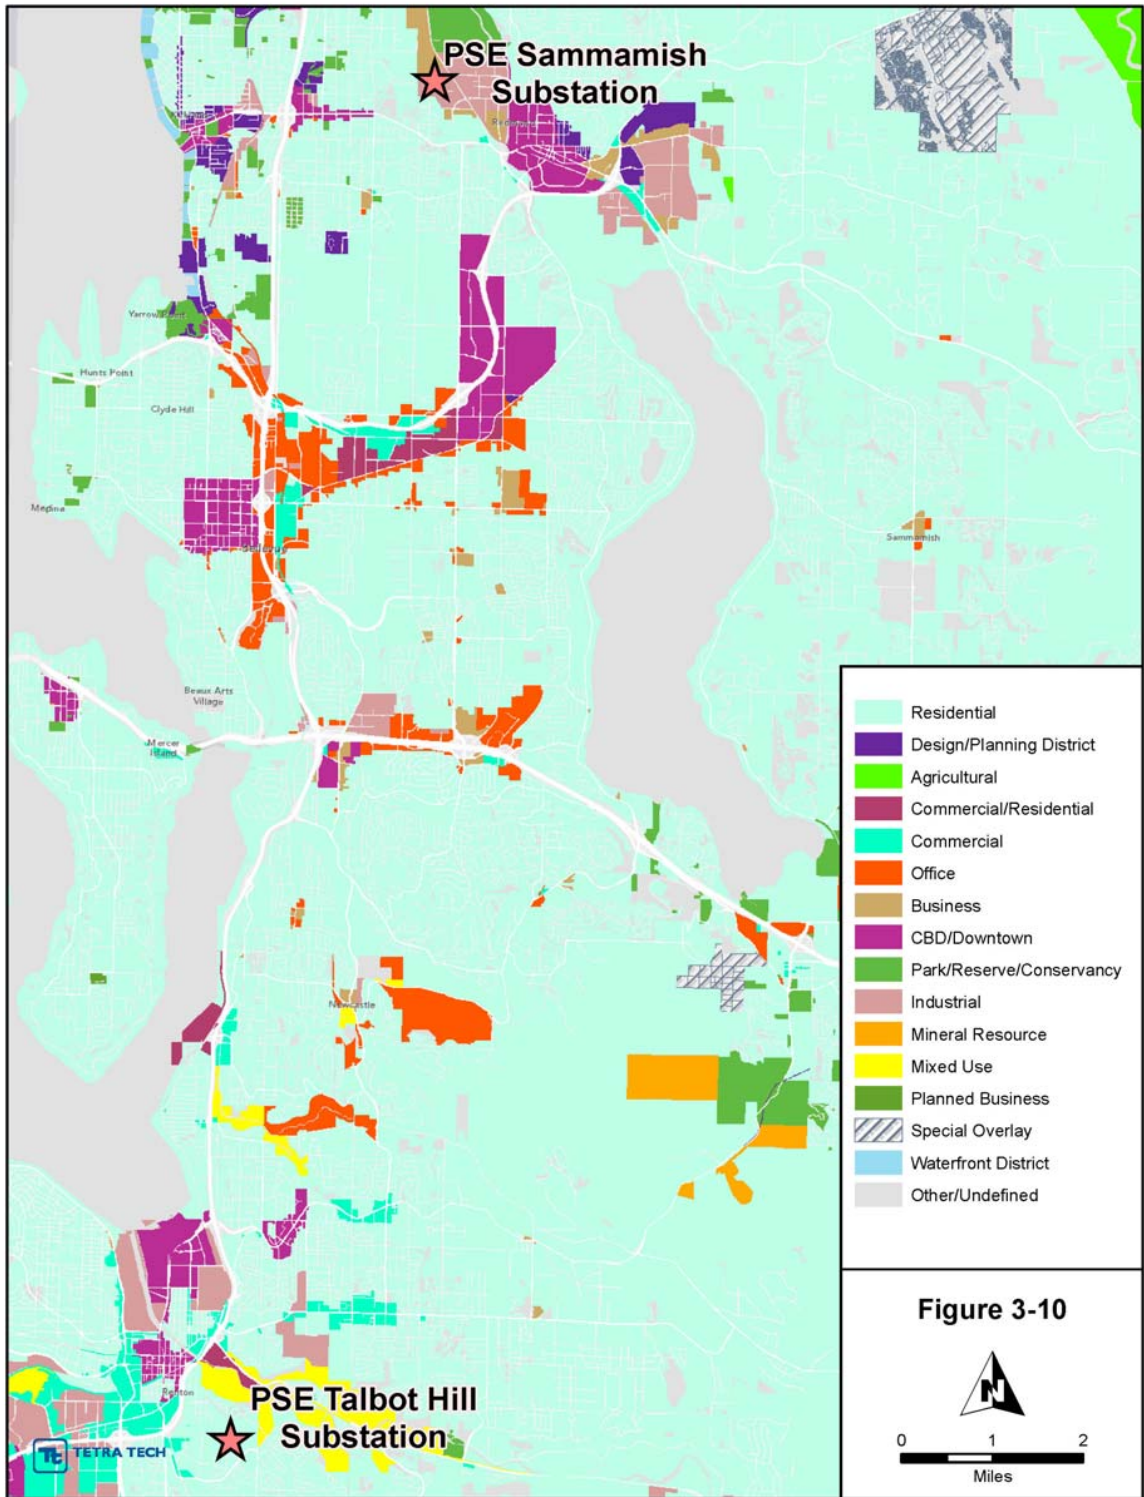 PSE Sammamish
Substation
Yarrow Point
Hunts Point
Clyde Hill
Medina
Bellevue
Sammamish
Beaux Arts
Village
Mercer
Island
Newcastle
Residential
Design/Planning District
Agricultural
Commercial/Residential
Commercial
Office
Business
CBD/Downtown
Park/Reserve/Conservancy
Industrial
Mineral Resource
Mixed Use
Planned Business
Special Overlay
Waterfront District
Other/Undefined
Renton
PSE Talbot Hill
Substation
Tt TETRA TECH
Figure 3-10
N
0 1 2
Miles